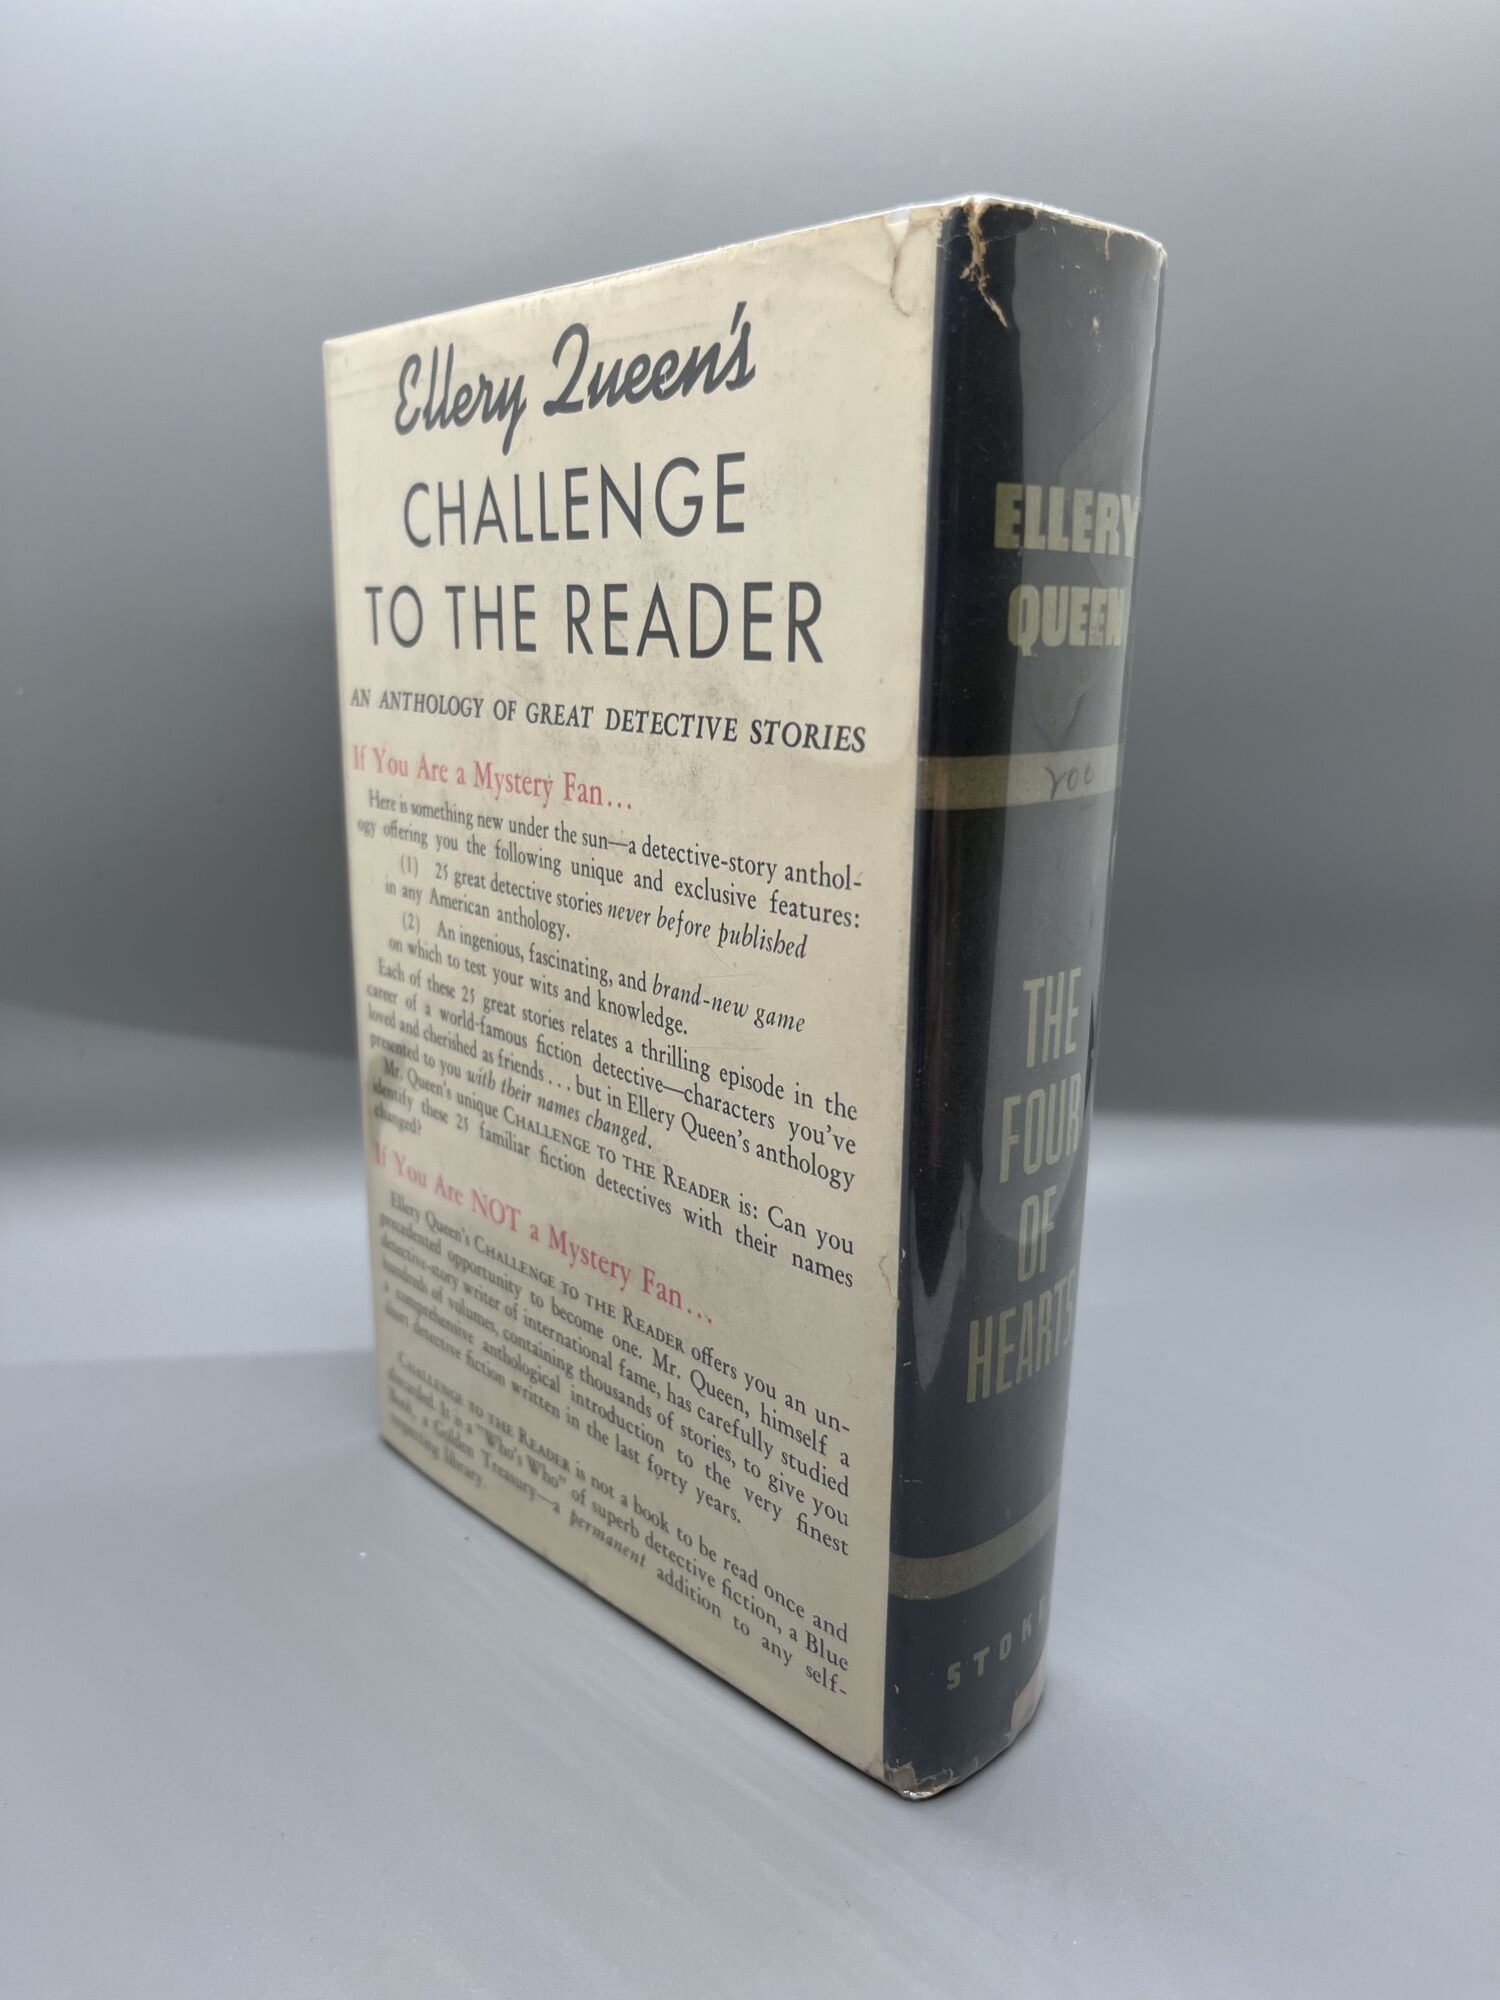 Ellery Queen's
CHALLENGE
TO THE READER
AN ANTHOLOGY OF GREAT DETECTIVE STORIES
If You Are a Mystery Fan...
Here is something new under the sun—a detective-story anthol-
ogy offering you the following unique and exclusive features:
(1) 25 great detective stories never before published
in any American anthology.
(2) An ingenious, fascinating, and brand-new game
on which to test your wits and knowledge.
Each of these 25 great stories relates a thrilling episode in the
career of a world-famous fiction detective—characters you've
loved and cherished as friends ... but in Ellery Queen's anthology
presented to you with their names changed.
Mr. Queen's unique CHALLENGE TO THE READER is: Can you
identify these 25 familiar fiction detectives with their names
changed?
If You Are NOT a Mystery Fan...
Ellery Queen's CHALLENGE TO THE READER offers you an un-
precedented opportunity to become one. Mr. Queen, himself a
detective-story writer of international fame, has carefully studied
hundreds of volumes, containing thousands of stories, to give you
a comprehensive anthological introduction to the very finest
short detective fiction written in the last forty years.
CHALLENGE TO THE READER is not a book to be read once and
discarded. It is a "Who's Who" of superb detective fiction, a Blue
Book, a Golden Treasury—a permanent addition to any self-
respecting library.
ELLERY
QUEEN
THE
FOUR
OF
HEARTS
STOKE